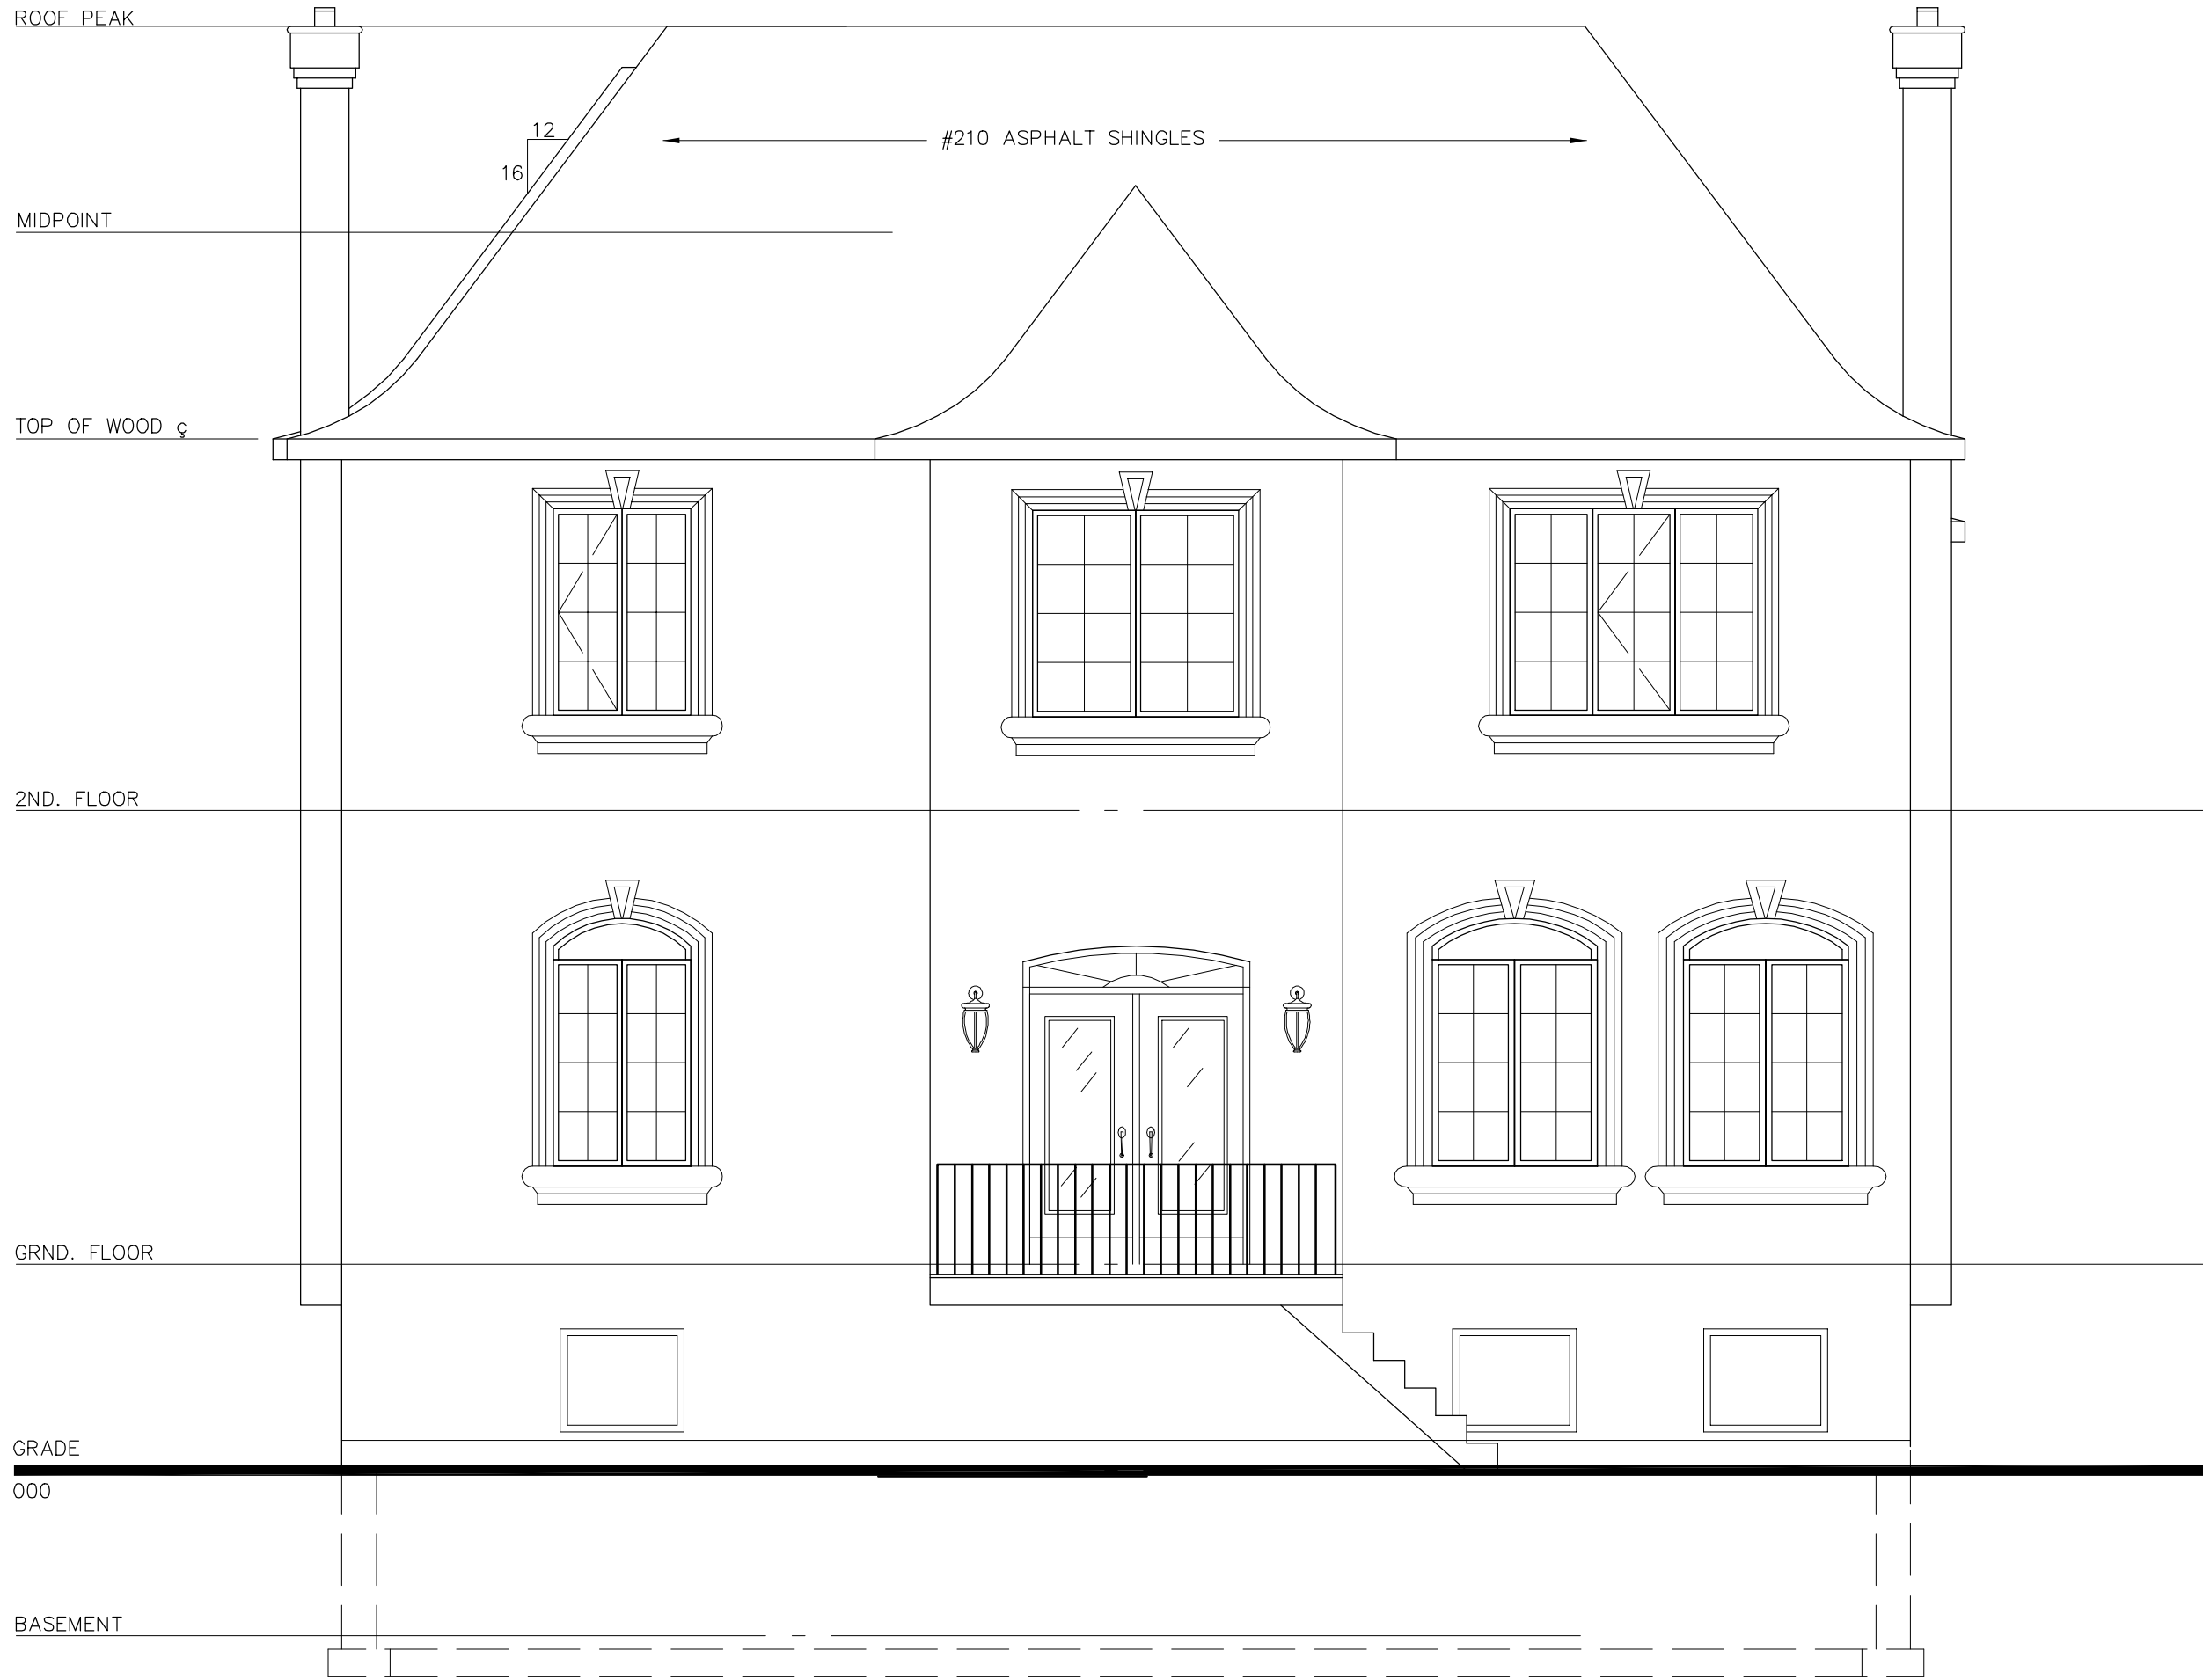 ROOF PEAK
12
#210 ASPHALT SHINGLES
16
MIDPOINT
TOP OF WOOD ç
2ND. FLOOR
GRND. FLOOR
GRADE
000
BASEMENT